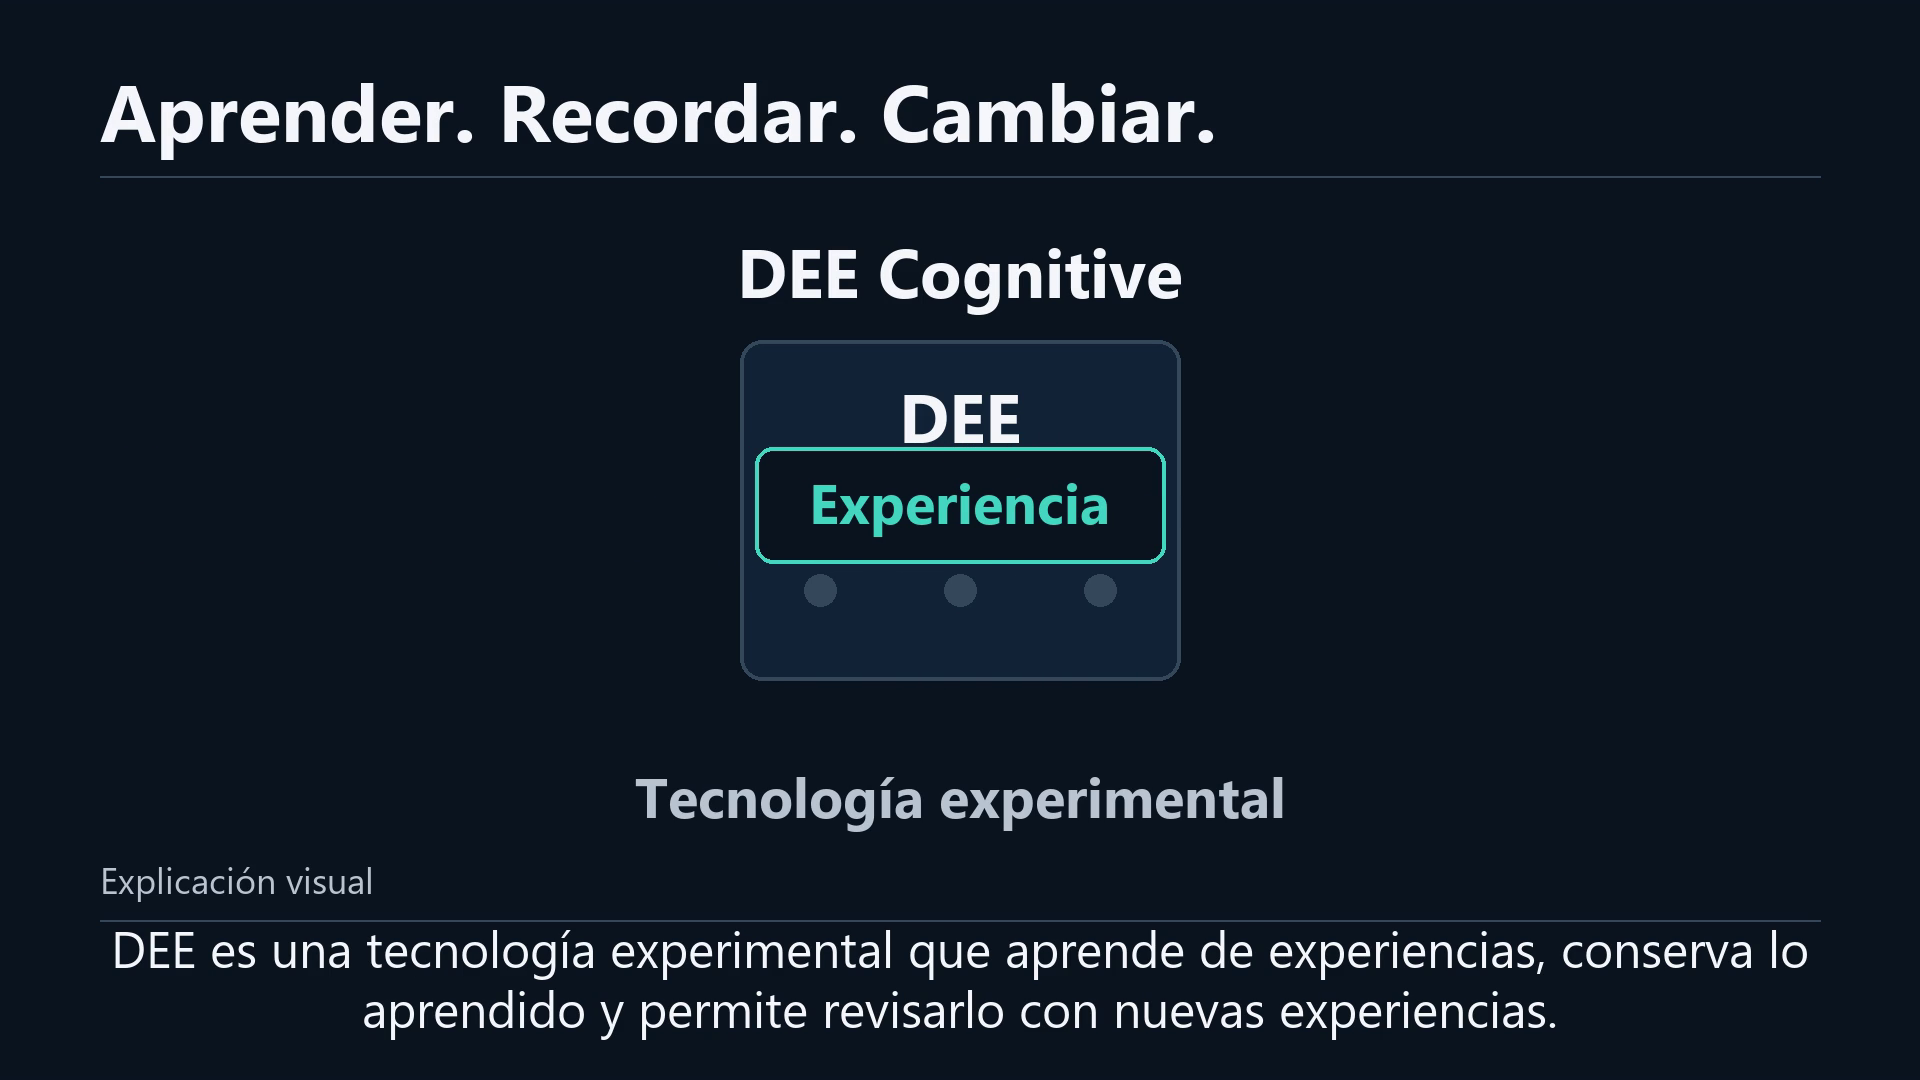 Aprender. Recordar. Cambiar.
DEE Cognitive
DEE
Experiencia
Tecnología experimental
Explicación visual
DEE es una tecnología experimental que aprende de experiencias, conserva lo
aprendido y permite revisarlo con nuevas experiencias.